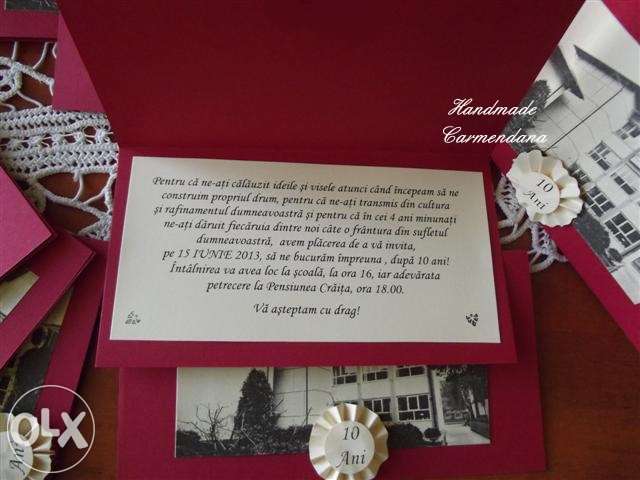 Handmade
Carmendana
Pentru că ne-ați călăuzit ideile și visele atunci când începeam să ne
construim propriul drum, pentru că ne-ați transmis din cultura
și rafinamentul dumneavoastră și pentru că în cei 4 ani minunați
ne-ați dăruit fiecăruia dintre noi câte o frântura din sufletul
dumneavoastră, avem plăcerea de a vă invita,
pe 15 IUNIE 2013, să ne bucurăm împreuna , după 10 ani!
Întâlnirea va avea loc la școală, la ora 16, iar adevărata
petrecere la Pensiunea Crăița, ora 18.00.
Vă așteptam cu drag!
10
Ani
10
Ani
Ani
OLX